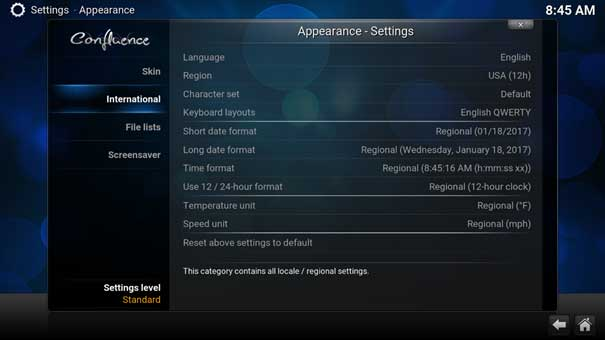 Settings · Appearance
8:45 AM
Confluence
Appearance - Settings
Skin
International
File lists
Screensaver
Language English
Region USA (12h)
Character set Default
Keyboard layouts English QWERTY
Short date format Regional (01/18/2017)
Long date format Regional (Wednesday, January 18, 2017)
Time format Regional (8:45:16 AM (h:mm:ss xx))
Use 12 / 24-hour format Regional (12-hour clock)
Temperature unit Regional (°F)
Speed unit Regional (mph)
Reset above settings to default
This category contains all locale / regional settings.
Settings level
Standard